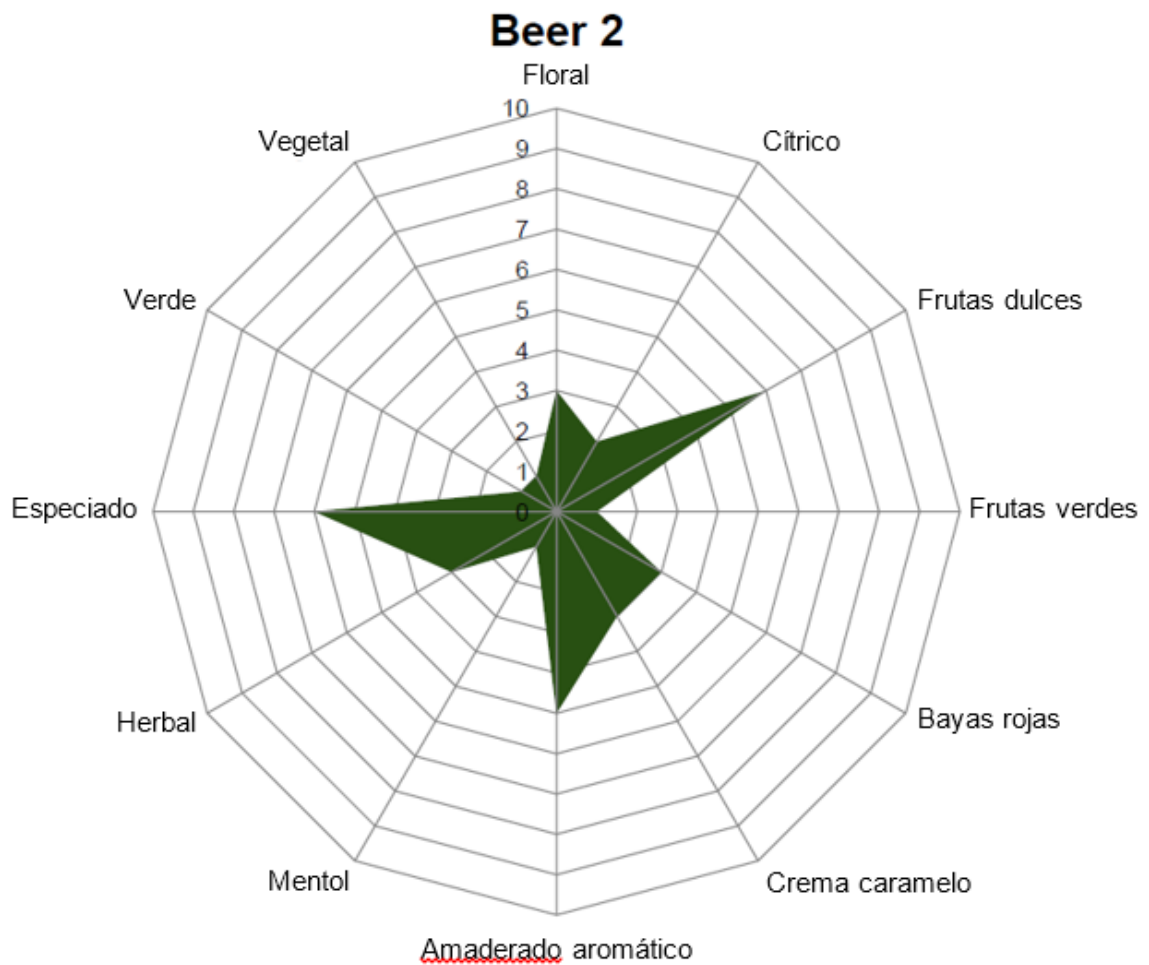 Beer 2
Floral
10
Vegetal
Cítrico
9
8
7
6
Verde
Frutas dulces
5
4
3
2
1
Especiado
0
Frutas verdes
Herbal
Bayas rojas
Mentol
Crema caramelo
Amaderado aromático